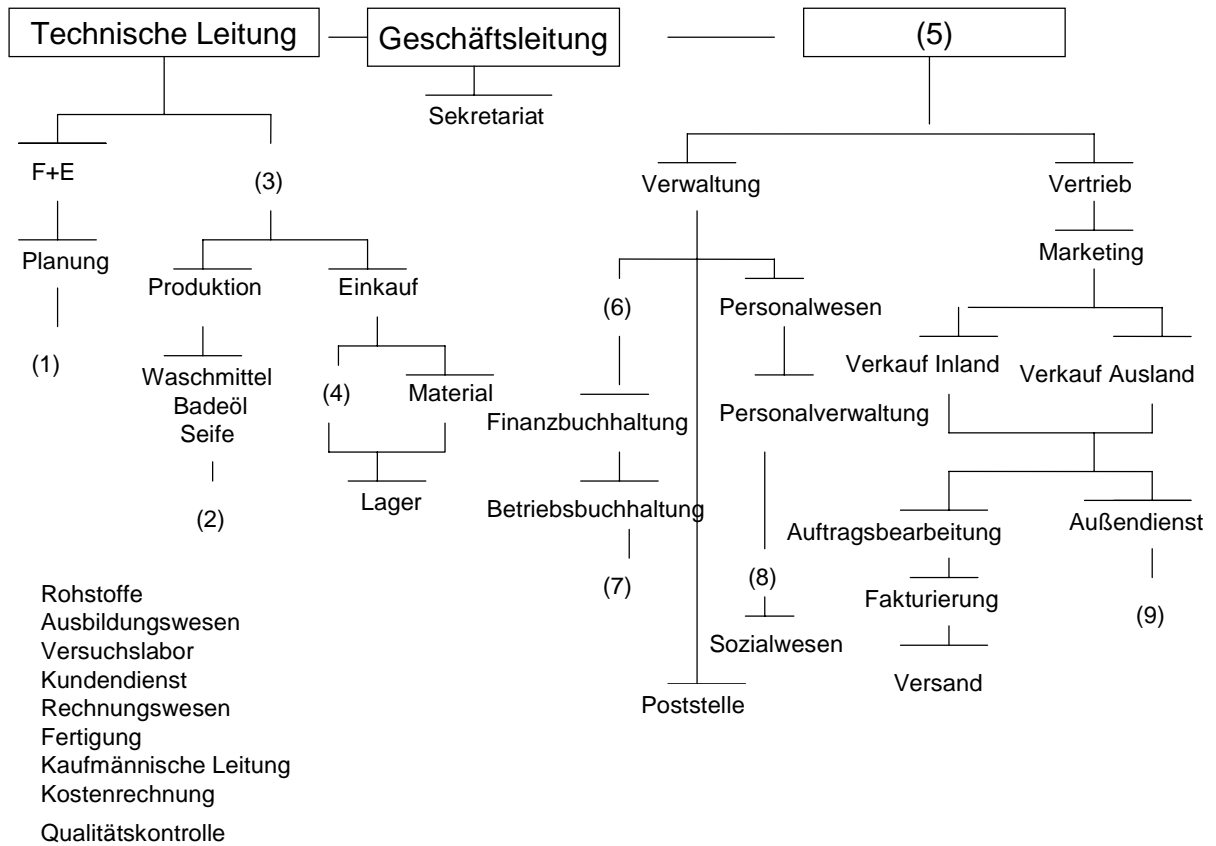 Technische Leitung
Geschäftsleitung
(5)
Sekretariat
F+E
(3)
Verwaltung
Vertrieb
Planung
Produktion
Einkauf
Marketing
(6)
Personalwesen
(1)
Waschmittel
Badeöl
Seife
(4)
Material
Verkauf Inland
Verkauf Ausland
Finanzbuchhaltung
Personalverwaltung
(2)
Lager
Betriebsbuchhaltung
Auftragsbearbeitung
Außendienst
(7)
(8)
Fakturierung
(9)
Sozialwesen
Versand
Poststelle
Rohstoffe
Ausbildungswesen
Versuchslabor
Kundendienst
Rechnungswesen
Fertigung
Kaufmännische Leitung
Kostenrechnung
Qualitätskontrolle